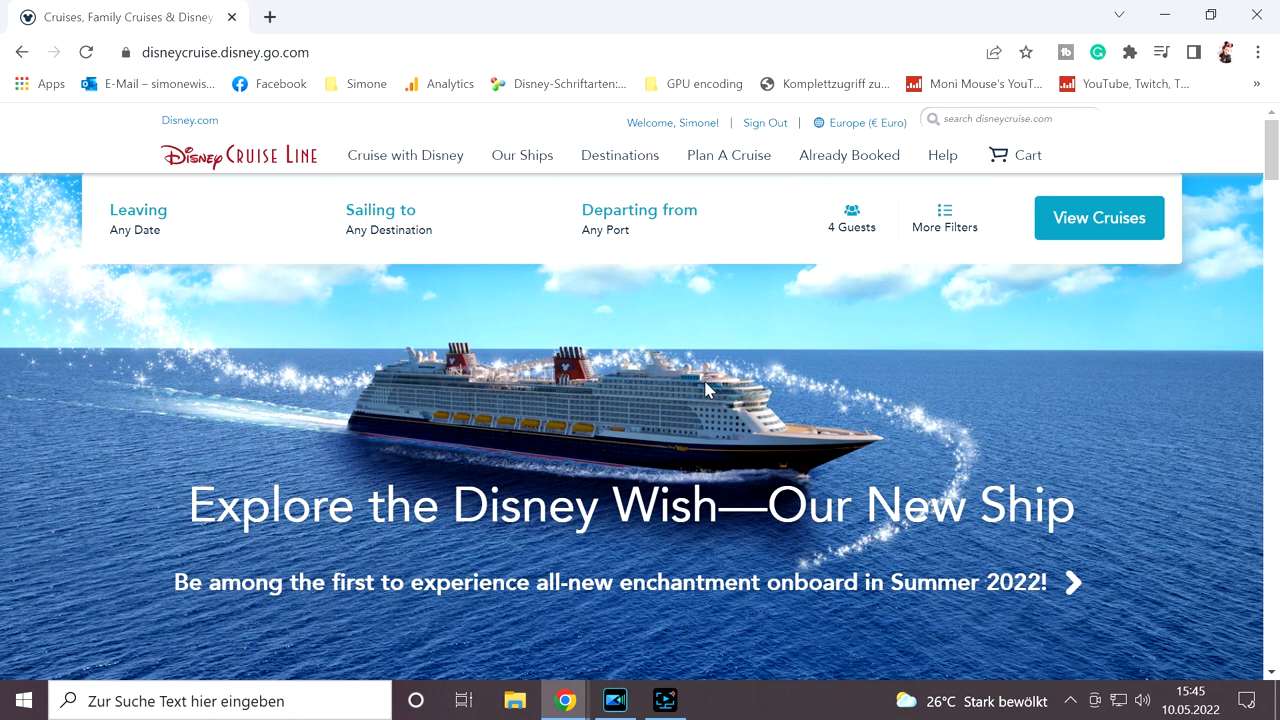 Cruises, Family Cruises & Disney
disneycruise.disney.go.com
Apps E-Mail – simonewis... Facebook Simone Analytics Disney-Schriftarten:... GPU encoding Komplettzugriff zu... Moni Mouse's YouT... YouTube, Twitch, T... »
Disney.com Welcome, Simone! | Sign Out | Europe (€ Euro) search disneycruise.com
Disney CRUISE LINE Cruise with Disney Our Ships Destinations Plan A Cruise Already Booked Help Cart
Leaving Sailing to Departing from
Any Date Any Destination Any Port 4 Guests More Filters View Cruises
Explore the Disney Wish—Our New Ship
Be among the first to experience all-new enchantment onboard in Summer 2022!
Zur Suche Text hier eingeben 26°C Stark bewölkt 15:45
10.05.2022